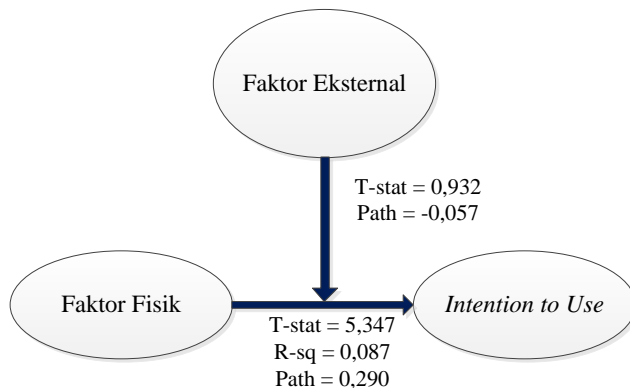 Faktor Eksternal
T-stat = 0,932
Path = -0,057
Faktor Fisik
Intention to Use
T-stat = 5,347
R-sq = 0,087
Path = 0,290